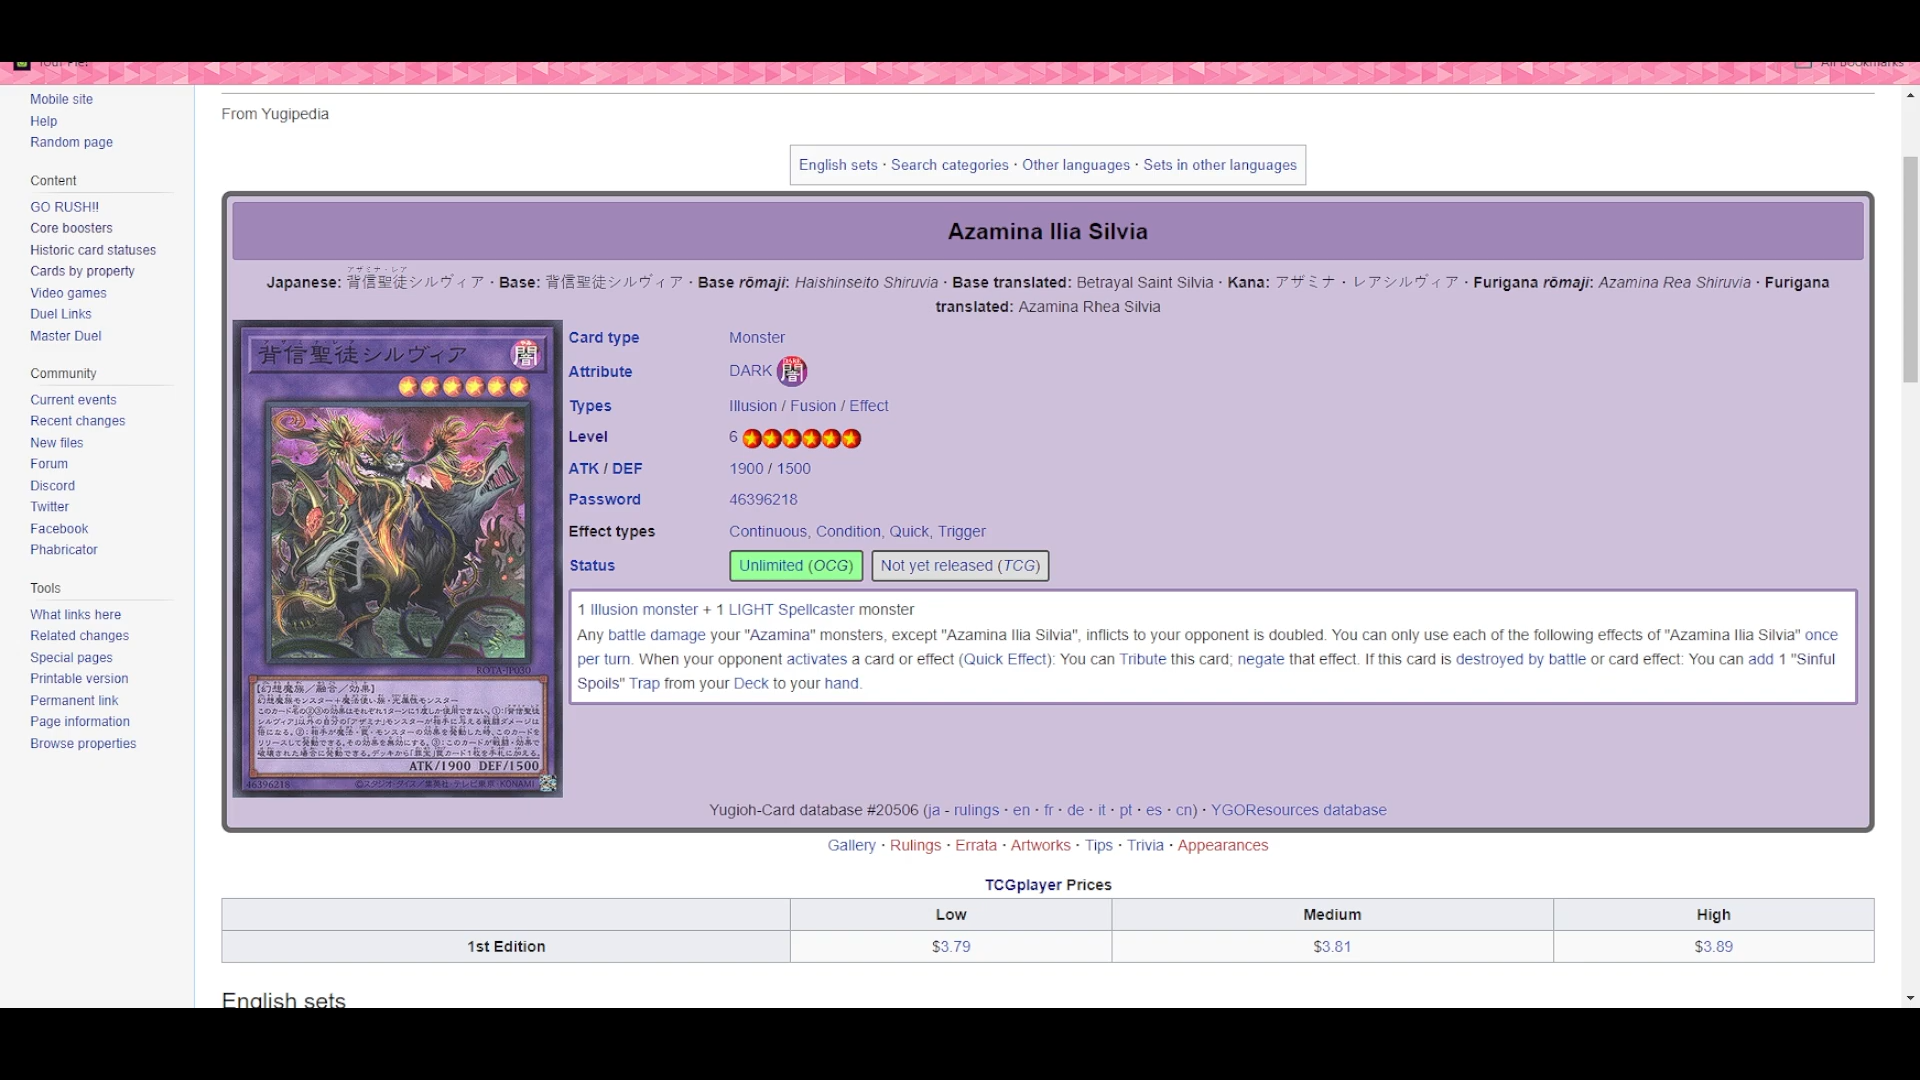 From Yugipedia
Mobile site
Help
Random page
Content
GO RUSH!!
Core boosters
Historic card statuses
Cards by property
Video games
Duel Links
Master Duel
Community
Current events
Recent changes
New files
Forum
Discord
Twitter
Facebook
Phabricator
Tools
What links here
Related changes
Special pages
Printable version
Permanent link
Page information
Browse properties
English sets · Search categories · Other languages · Sets in other languages
Azamina Ilia Silvia
Japanese: 背信聖徒シルヴィア · Base: 背信聖徒シルヴィア · Base rōmaji: Haishinseito Shiruvia · Base translated: Betrayal Saint Silvia · Kana: アザミナ・レアシルヴィア · Furigana rōmaji: Azamina Rea Shiruvia · Furigana
translated: Azamina Rhea Silvia
背信聖徒シルヴィア 闇
ROTA-JP030
【幻想魔族／融合／効果】
ATK/1900 DEF/1500
46396218
Card type Monster
Attribute DARK 闇
Types Illusion / Fusion / Effect
Level 6
ATK / DEF 1900 / 1500
Password 46396218
Effect types Continuous, Condition, Quick, Trigger
Status Unlimited (OCG) Not yet released (TCG)
1 Illusion monster + 1 LIGHT Spellcaster monster
Any battle damage your "Azamina" monsters, except "Azamina Ilia Silvia", inflicts to your opponent is doubled. You can only use each of the following effects of "Azamina Ilia Silvia" once
per turn. When your opponent activates a card or effect (Quick Effect): You can Tribute this card; negate that effect. If this card is destroyed by battle or card effect: You can add 1 "Sinful
Spoils" Trap from your Deck to your hand.
Yugioh-Card database #20506 (ja - rulings · en · fr · de · it · pt · es · cn) · YGOResources database
Gallery · Rulings · Errata · Artworks · Tips · Trivia · Appearances
TCGplayer Prices
Low Medium High
1st Edition $3.79 $3.81 $3.89
English sets